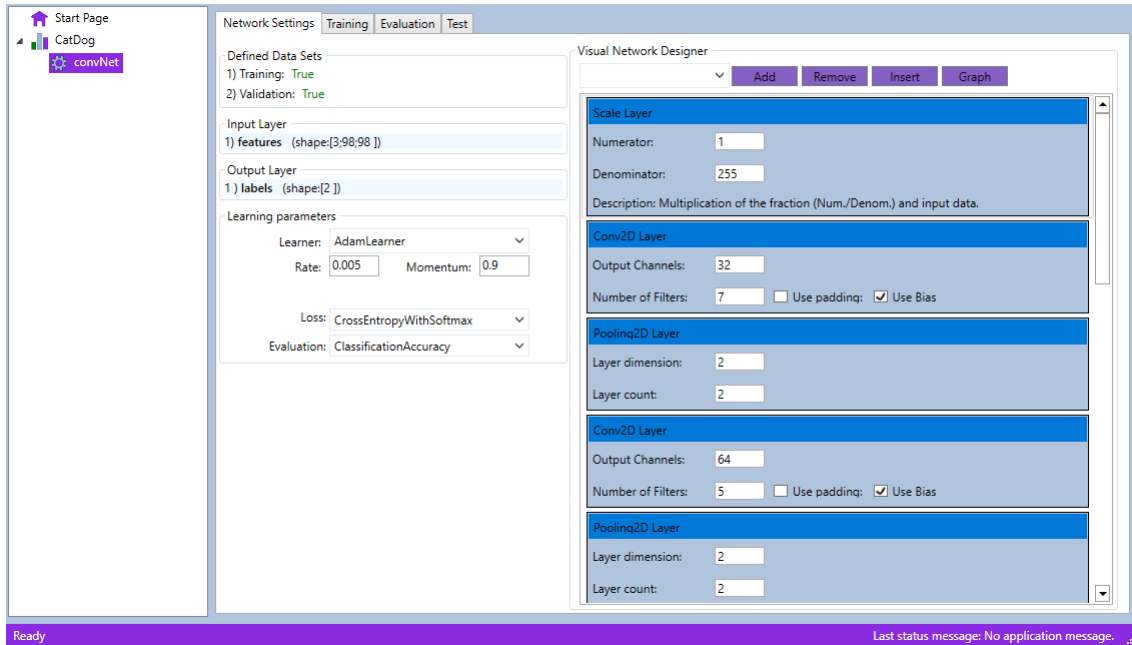 Start Page
CatDog
convNet
Network Settings Training Evaluation Test
Defined Data Sets
1) Training: True
2) Validation: True
Input Layer
1) features (shape:[3;98;98 ])
Output Layer
1 ) labels (shape:[2 ])
Learning parameters
Learner: AdamLearner
Rate: 0.005 Momentum: 0.9
Loss: CrossEntropyWithSoftmax
Evaluation: ClassificationAccuracy
Visual Network Designer
Add Remove Insert Graph
Scale Layer
Numerator: 1
Denominator: 255
Description: Multiplication of the fraction (Num./Denom.) and input data.
Conv2D Layer
Output Channels: 32
Number of Filters: 7 Use padding: Use Bias
Pooling2D Layer
Layer dimension: 2
Layer count: 2
Conv2D Layer
Output Channels: 64
Number of Filters: 5 Use padding: Use Bias
Pooling2D Layer
Layer dimension: 2
Layer count: 2
Ready Last status message: No application message.